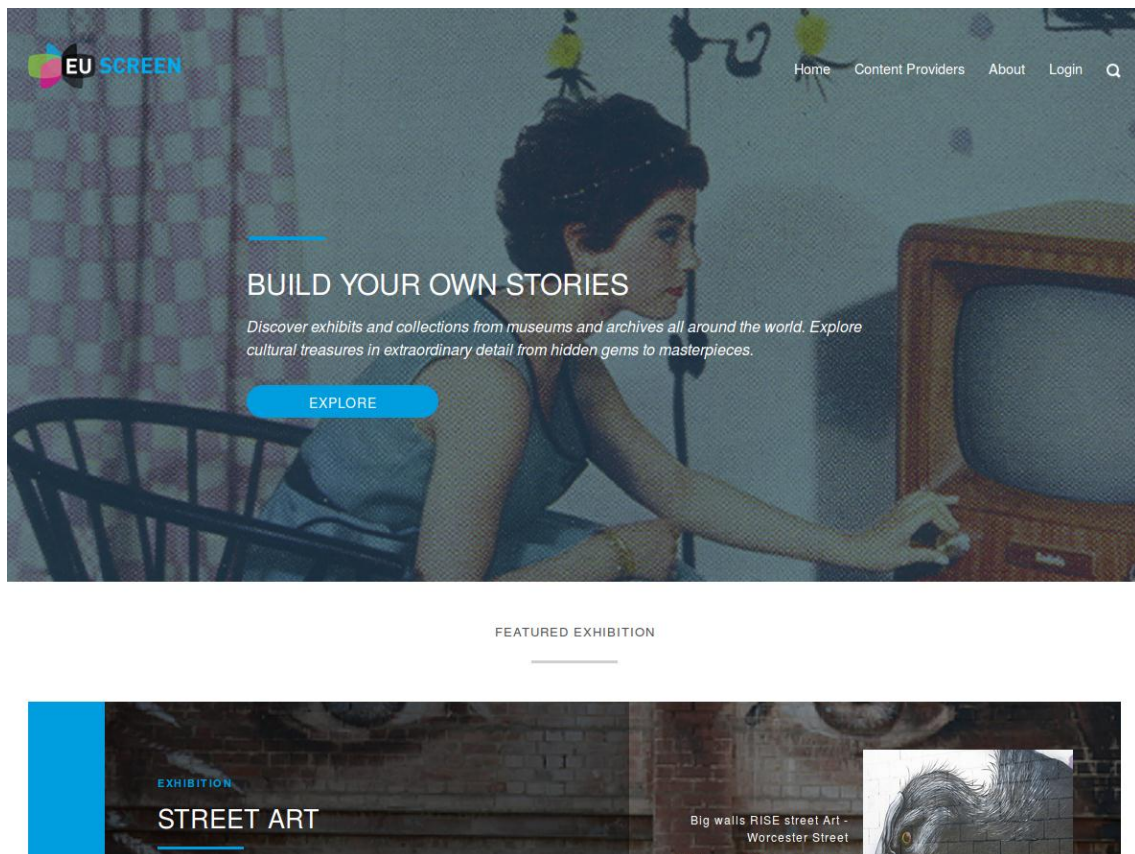 EU SCREEN
Home Content Providers About Login
BUILD YOUR OWN STORIES
Discover exhibits and collections from museums and archives all around the world. Explore
cultural treasures in extraordinary detail from hidden gems to masterpieces.
EXPLORE
FEATURED EXHIBITION
EXHIBITION
STREET ART
Big walls RISE street Art -
Worcester Street